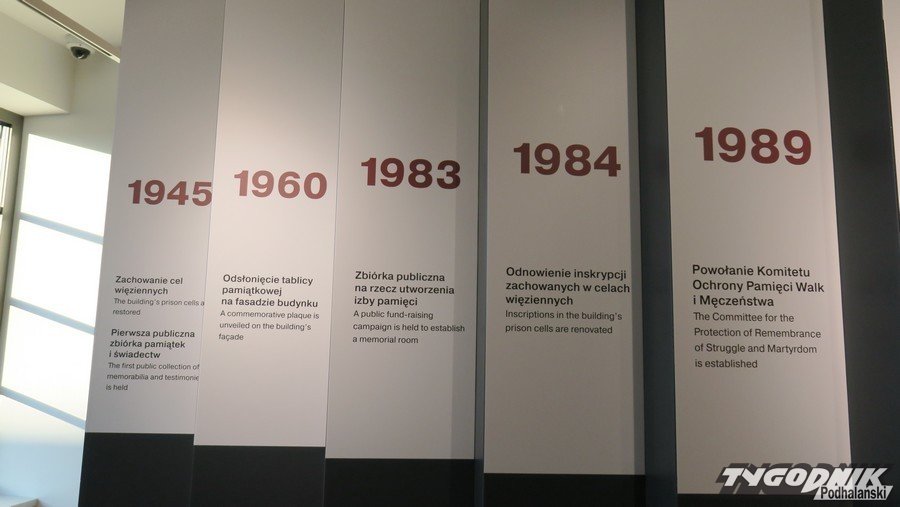 1945
Zachowanie cel
więziennych
The building's prison cells a
restored
Pierwsza publiczna
zbiórka pamiątek
i świadectw
The first public collection of
memorabilia and testimonie
is held
1960
Odsłonięcie tablicy
pamiątkowej
na fasadzie budynku
A commemorative plaque is
unveiled on the building's
façade
1983
Zbiórka publiczna
na rzecz utworzenia
izby pamięci
A public fund-raising
campaign is held to establish
a memorial room
1984
Odnowienie inskrypcji
zachowanych w celach
więziennych
Inscriptions in the building's
prison cells are renovated
1989
Powołanie Komitetu
Ochrony Pamięci Walk
i Męczeństwa
The Committee for the
Protection of Remembrance
of Struggle and Martyrdom
is established
TYGODNIK
Podhalański